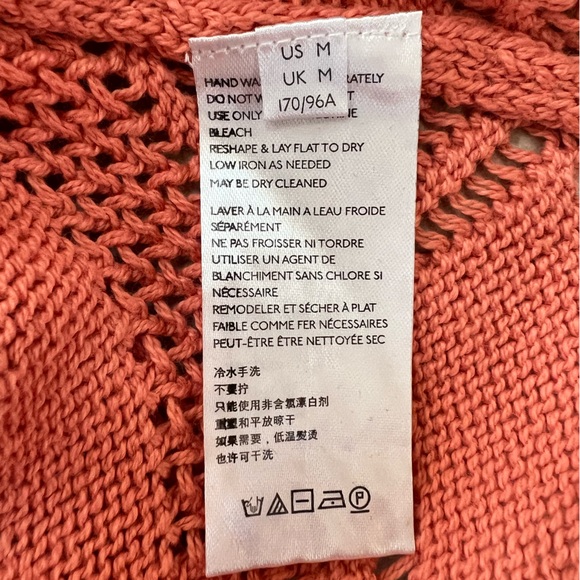 US M
UK M
170/96A
HAND WAS RATELY
DO NOT W T
USE ONLY INE
BLEACH
RESHAPE & LAY FLAT TO DRY
LOW IRON AS NEEDED
MAY BE DRY CLEANED
LAVER À LA MAIN A LEAU FROIDE
SÉPARÉMENT
NE PAS FROISSER NI TORDRE
UTILISER UN AGENT DE
BLANCHIMENT SANS CHLORE SI
NÉCESSAIRE
REMODELER ET SÉCHER À PLAT
FAIBLE COMME FER NÉCESSAIRES
PEUT-ÊTRE ÊTRE NETTOYÉE SEC
冷水手洗
不要拧
只能使用非含氯漂白剂
重塑和平放晾干
如果需要，低温熨烫
也许可干洗